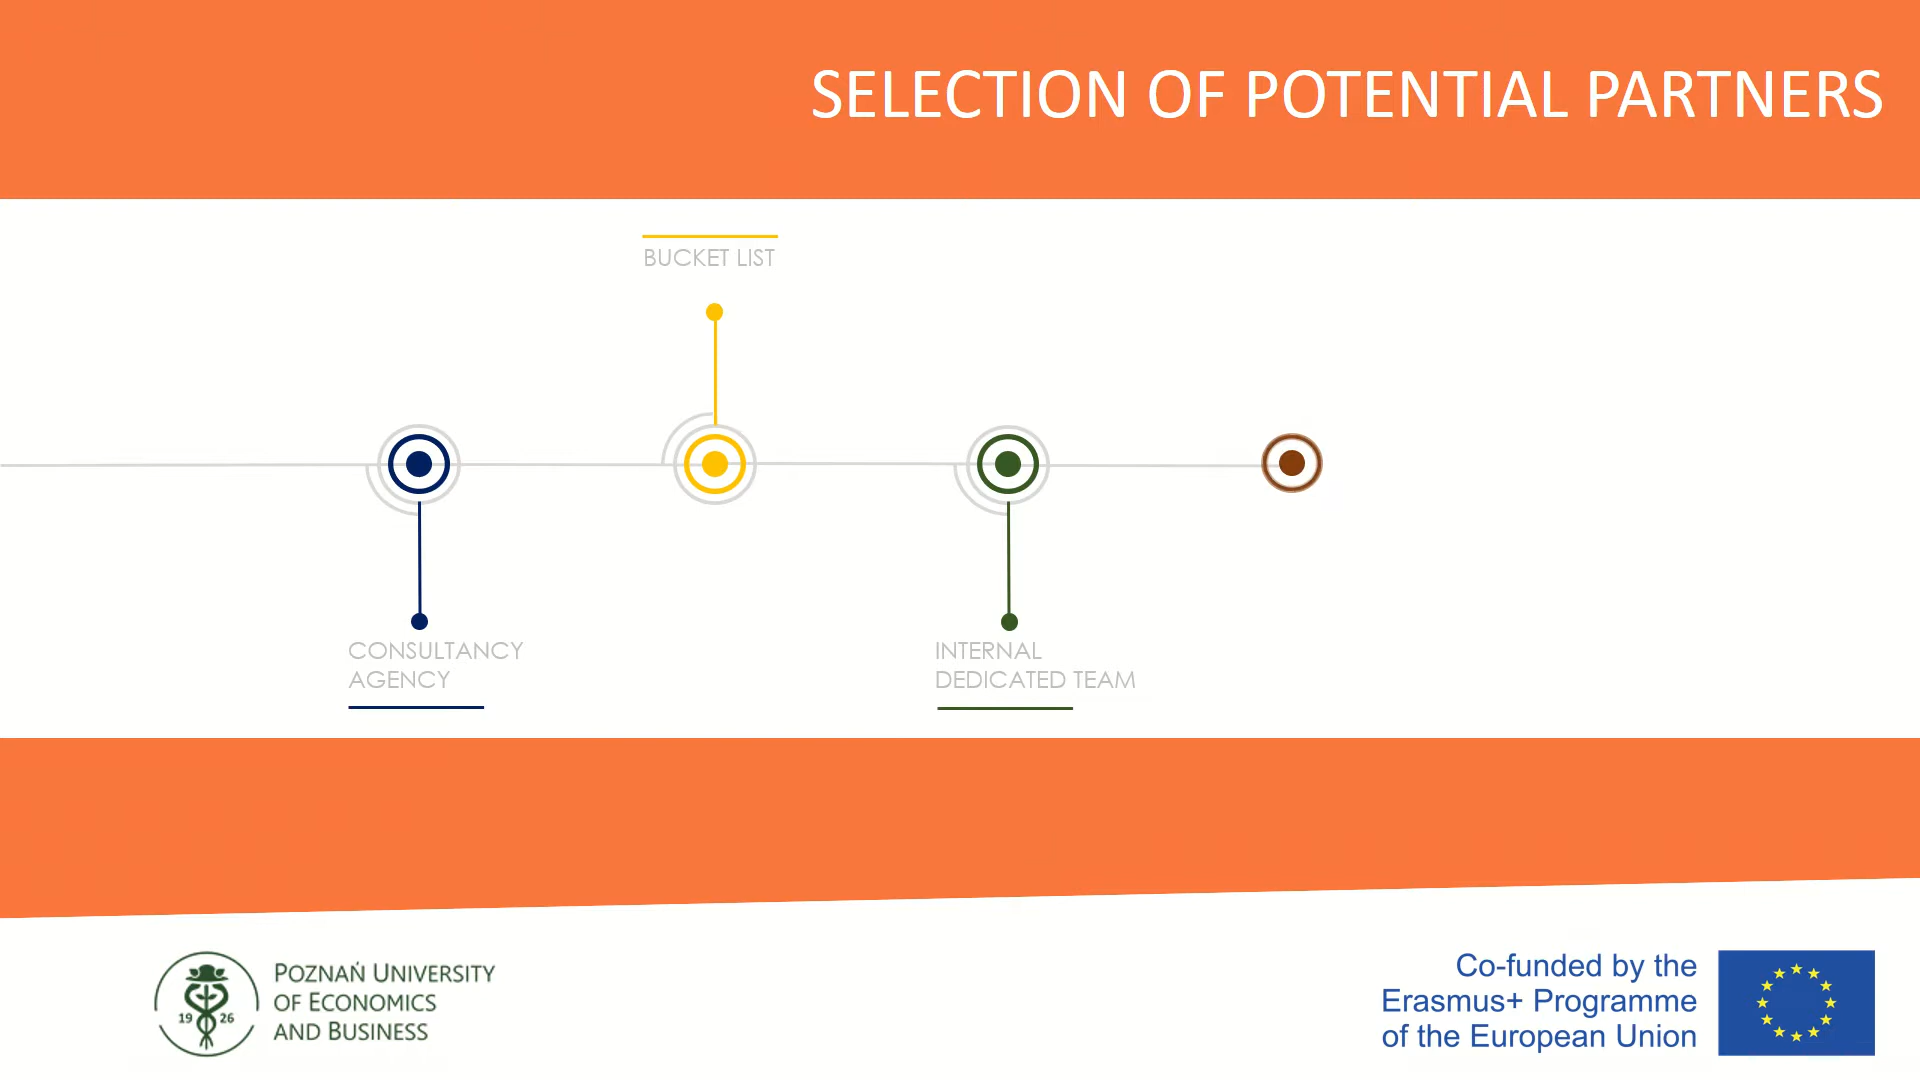 SELECTION OF POTENTIAL PARTNERS
BUCKET LIST
CONSULTANCY
AGENCY
INTERNAL
DEDICATED TEAM
19 26
POZNAŃ UNIVERSITY
OF ECONOMICS
AND BUSINESS
Co-funded by the
Erasmus+ Programme
of the European Union